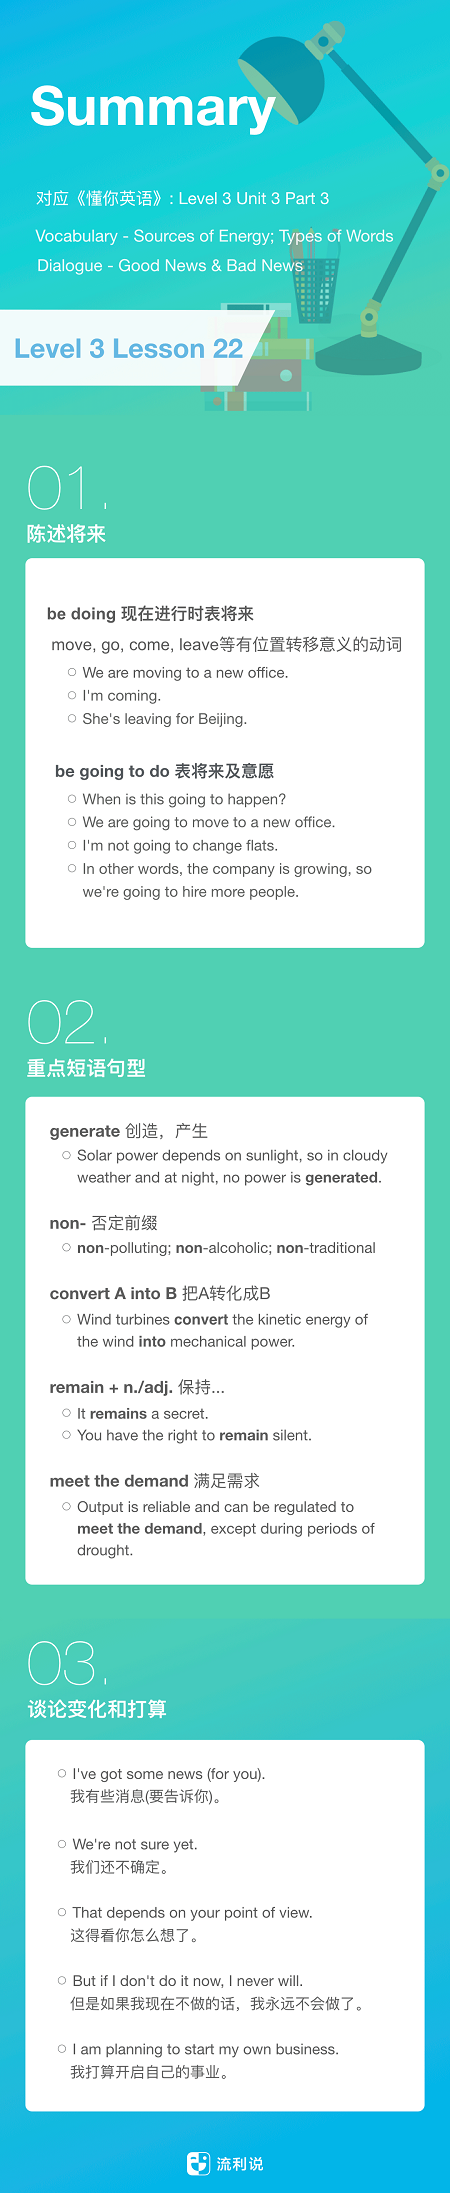 Summary
对应《懂你英语》: Level 3 Unit 3 Part 3
Vocabulary - Sources of Energy; Types of Words
Dialogue - Good News & Bad News
Level 3 Lesson 22
01.
陈述将来
be doing 现在进行时表将来
move, go, come, leave等有位置转移意义的动词
We are moving to a new office.
I'm coming.
She's leaving for Beijing.
be going to do 表将来及意愿
When is this going to happen?
We are going to move to a new office.
I'm not going to change flats.
In other words, the company is growing, so
we're going to hire more people.
02.
重点短语句型
generate 创造，产生
Solar power depends on sunlight, so in cloudy
weather and at night, no power is generated.
non- 否定前缀
non-polluting; non-alcoholic; non-traditional
convert A into B 把A转化成B
Wind turbines convert the kinetic energy of
the wind into mechanical power.
remain + n./adj. 保持...
It remains a secret.
You have the right to remain silent.
meet the demand 满足需求
Output is reliable and can be regulated to
meet the demand, except during periods of
drought.
03.
谈论变化和打算
I've got some news (for you).
我有些消息(要告诉你)。
We're not sure yet.
我们还不确定。
That depends on your point of view.
这得看你怎么想了。
But if I don't do it now, I never will.
但是如果我现在不做的话，我永远不会做了。
I am planning to start my own business.
我打算开启自己的事业。
流利说